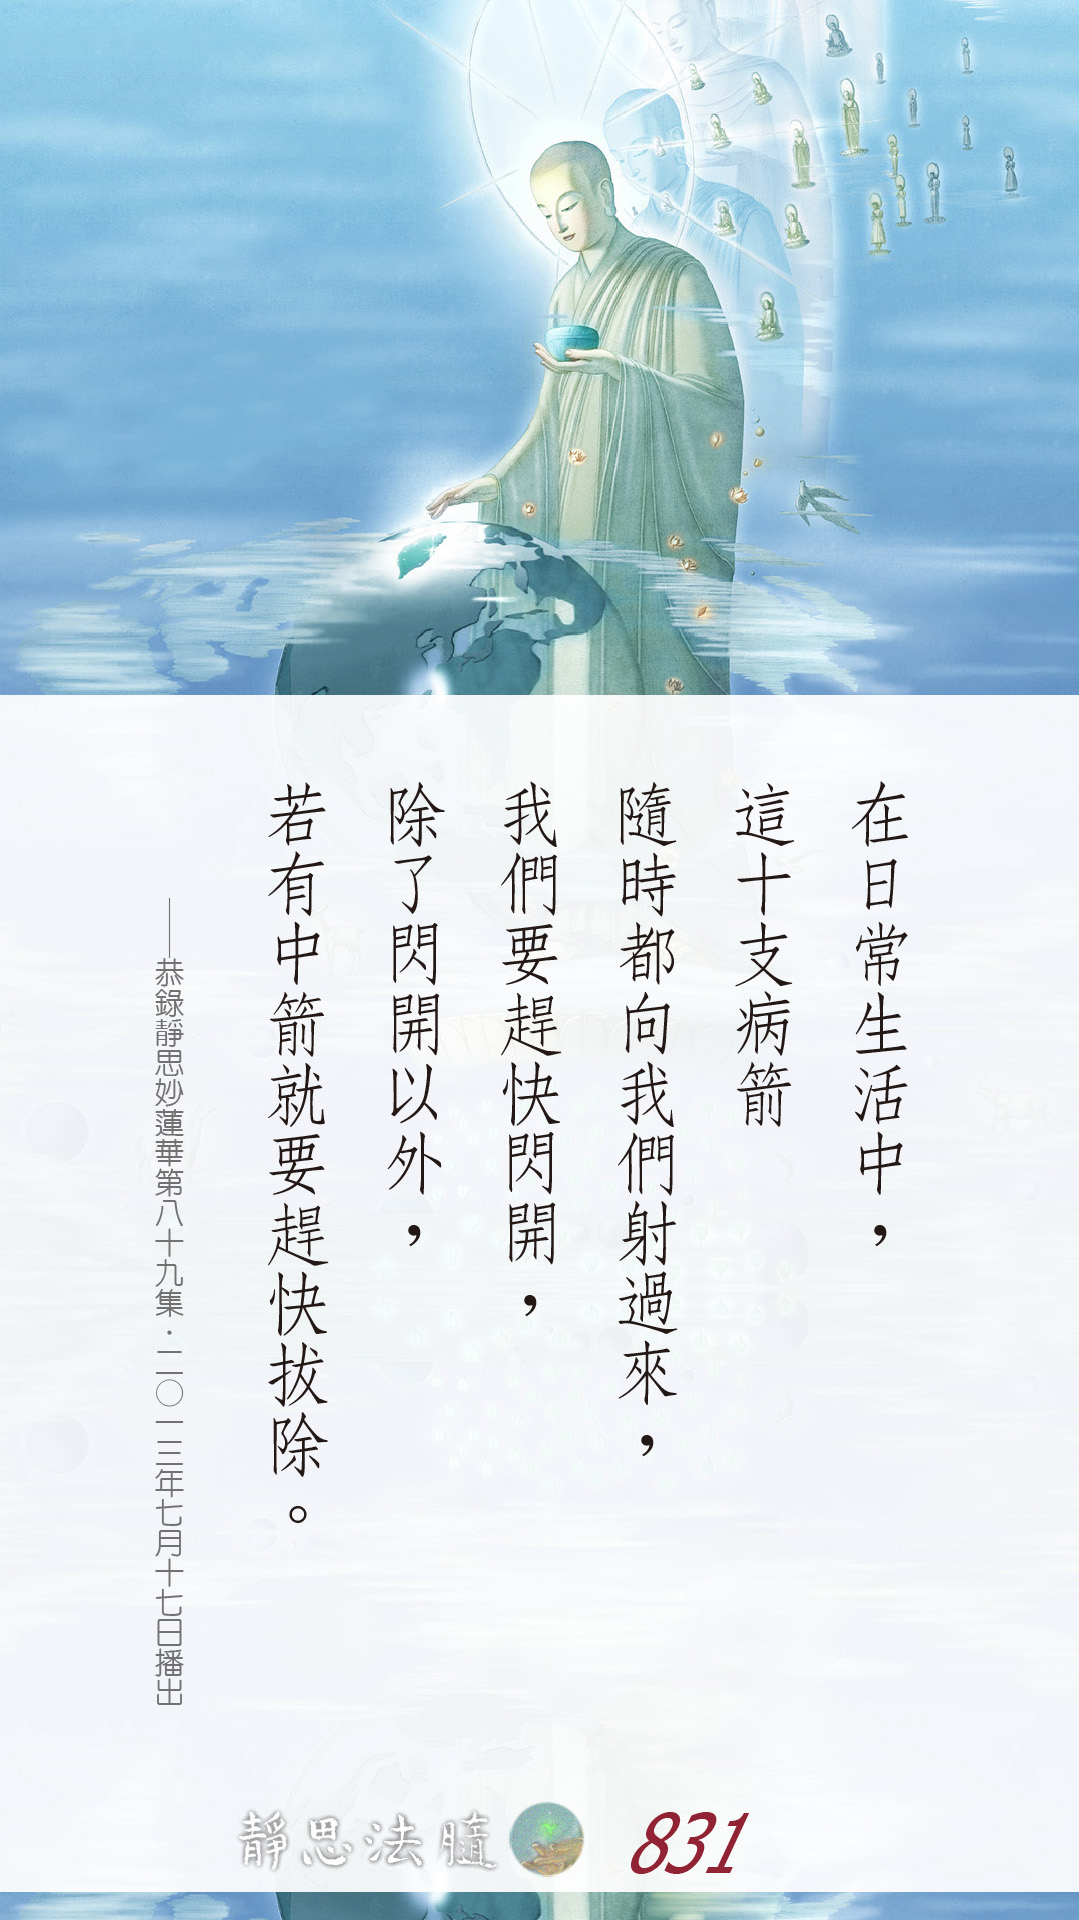 在日常生活中，
這十支病箭
隨時都向我們射過來，
我們要趕快閃開，
除了閃開以外，
若有中箭就要趕快拔除。
——恭錄靜思妙蓮華第八十九集．二〇一三年七月十七日播出
靜思法髓
831